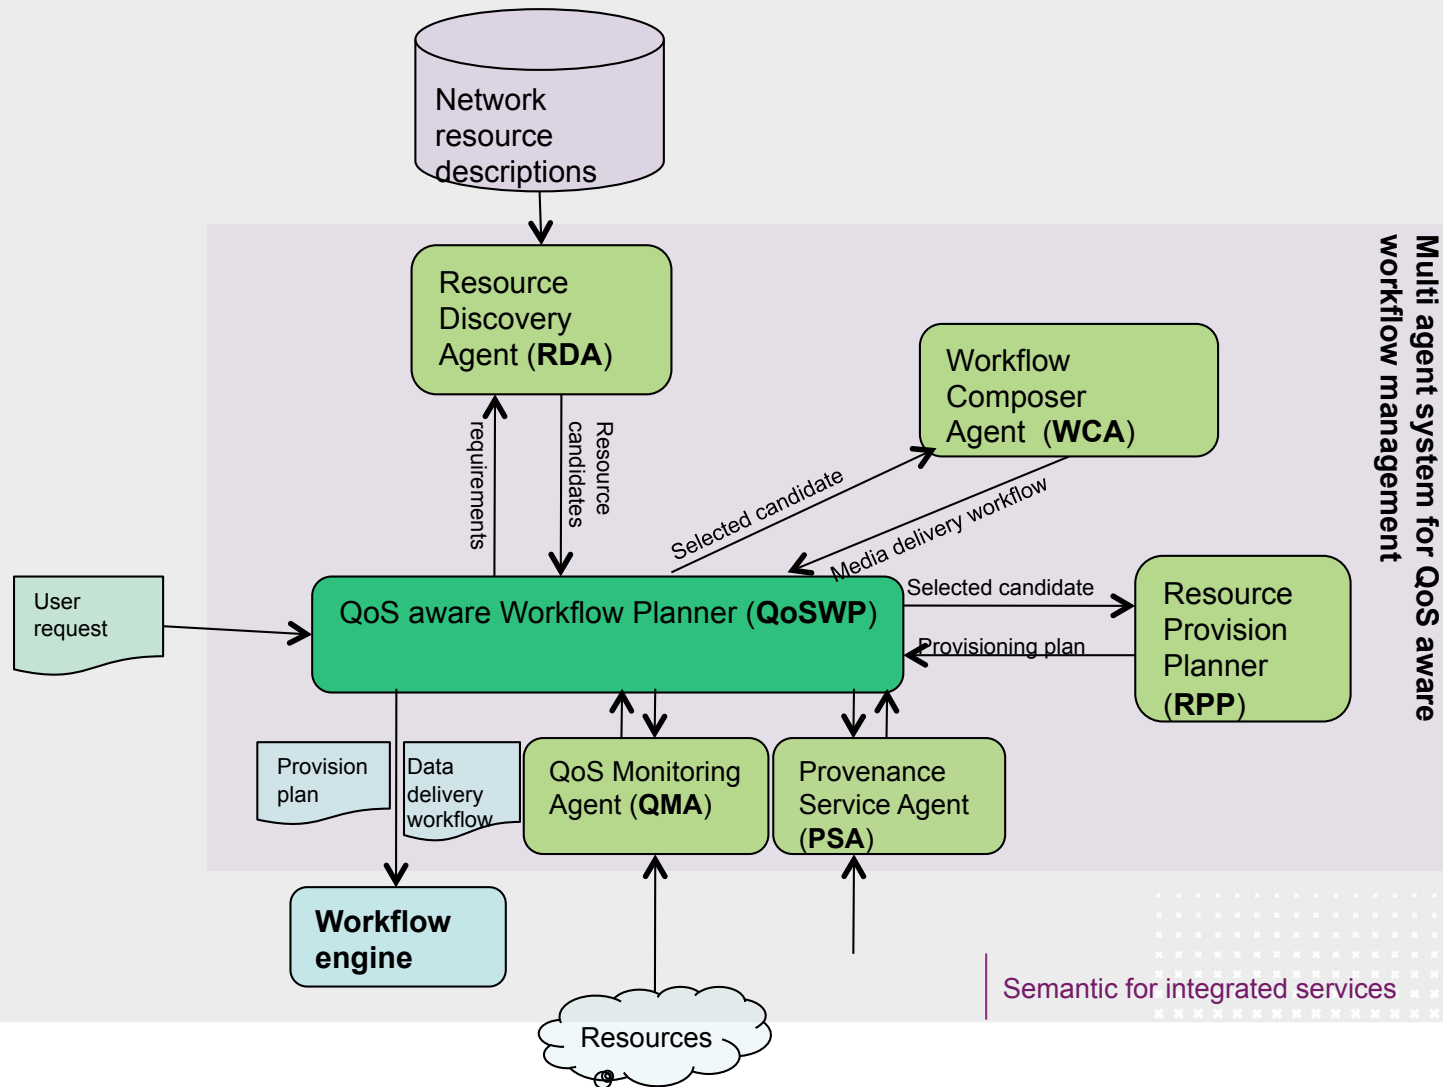 Network
resource
descriptions
Multi agent system for QoS aware
workflow management
Resource
Discovery
Agent (RDA)
Workflow
Composer
Agent (WCA)
requirements
Resource
candidates
Selected candidate
Media delivery workflow
User
request
QoS aware Workflow Planner (QoSWP)
Selected candidate
Provisioning plan
Resource
Provision
Planner
(RPP)
Provision
plan
Data
delivery
workflow
QoS Monitoring
Agent (QMA)
Provenance
Service Agent
(PSA)
Workflow
engine
Semantic for integrated services
Resources